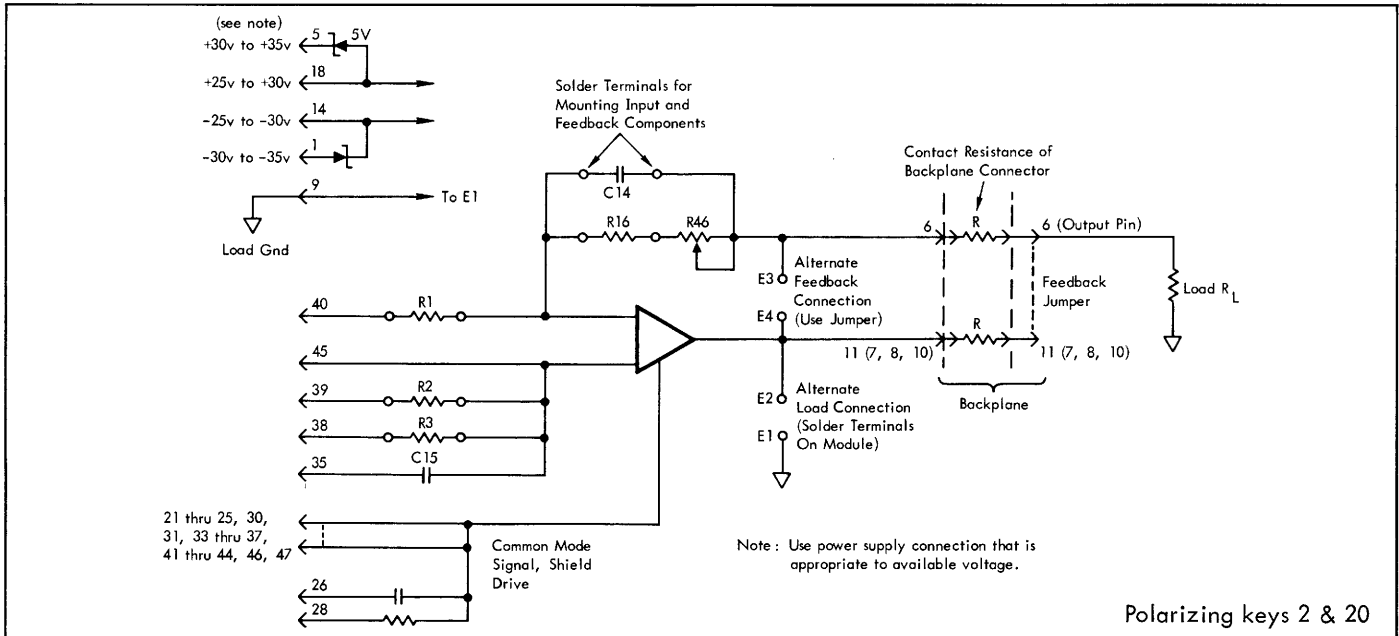 (see note)
+30v to +35v
5
5V
+25v to +30v
18
-25v to -30v
14
-30v to -35v
1
9
To E1
Load Gnd
Solder Terminals for
Mounting Input and
Feedback Components
C14
R16
R46
Contact Resistance of
Backplane Connector
6
R
6 (Output Pin)
E3
Alternate
Feedback
Connection
(Use Jumper)
E4
Feedback
Jumper
Load RL
40
R1
45
39
R2
38
R3
35
C15
R
11 (7, 8, 10)
11 (7, 8, 10)
Backplane
E2
Alternate
Load Connection
(Solder Terminals
On Module)
E1
21 thru 25, 30,
31, 33 thru 37,
41 thru 44, 46, 47
Common Mode
Signal, Shield
Drive
26
28
Note : Use power supply connection that is
appropriate to available voltage.
Polarizing keys 2 & 20